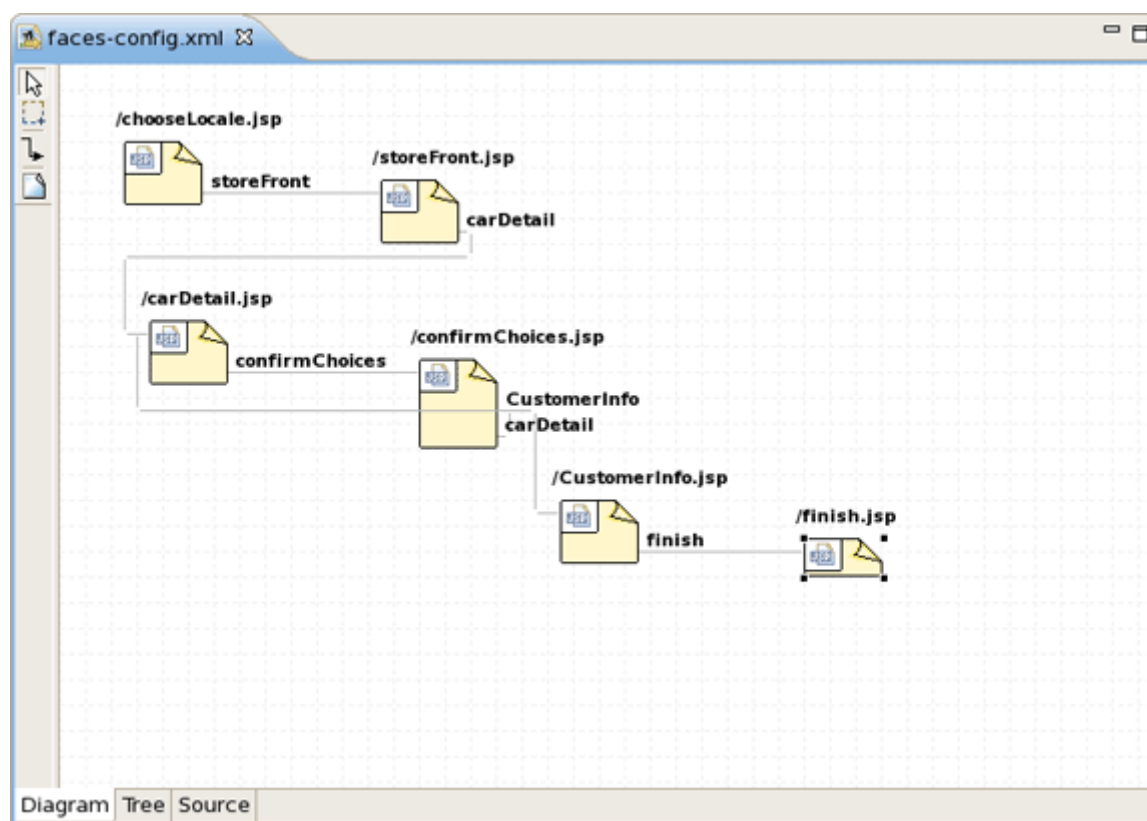 faces-config.xml
/chooseLocale.jsp
storeFront
/storeFront.jsp
carDetail
/carDetail.jsp
confirmChoices
/confirmChoices.jsp
CustomerInfo
carDetail
/CustomerInfo.jsp
finish
/finish.jsp
Diagram Tree Source